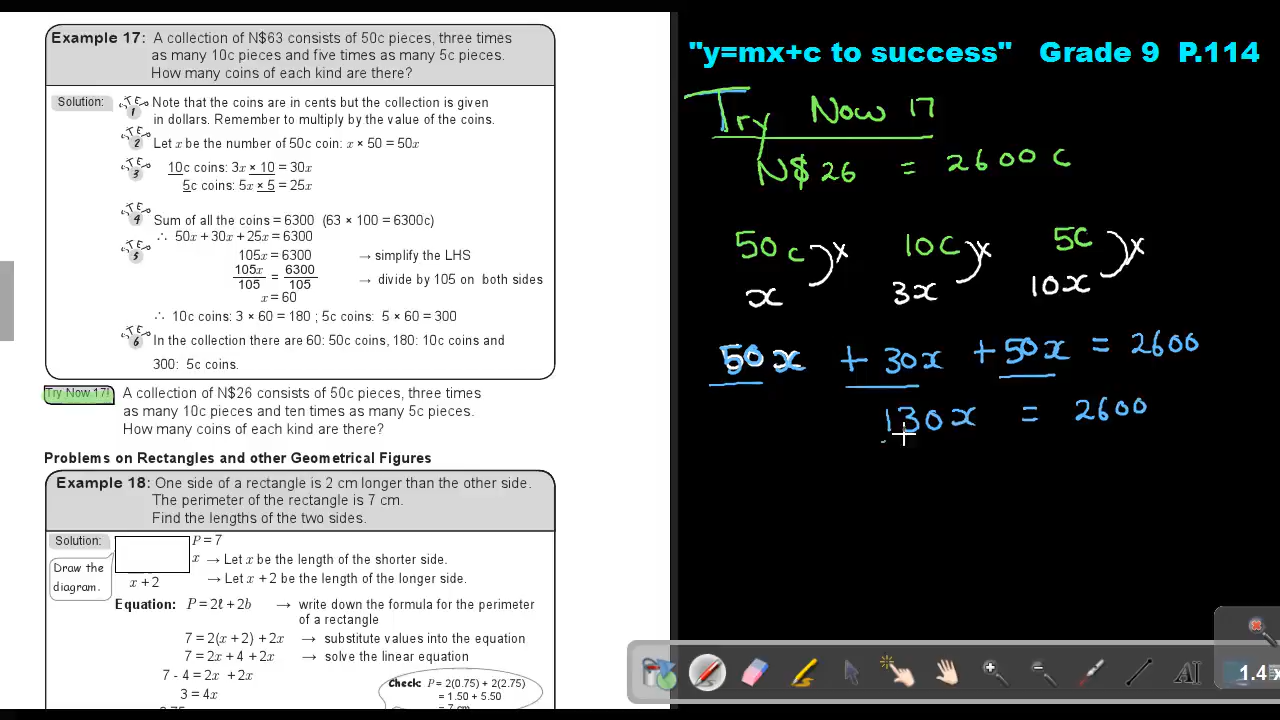 Example 17: A collection of N$63 consists of 50c pieces, three times
as many 10c pieces and five times as many 5c pieces.
How many coins of each kind are there?
Solution:
1 Note that the coins are in cents but the collection is given
in dollars. Remember to multiply by the value of the coins.
2 Let x be the number of 50c coin: x × 50 = 50x
3 10c coins: 3x × 10 = 30x
5c coins: 5x × 5 = 25x
4 Sum of all the coins = 6300 (63 × 100 = 6300c)
∴ 50x + 30x + 25x = 6300
5 105x = 6300 → simplify the LHS
105x/105 = 6300/105 → divide by 105 on both sides
x = 60
∴ 10c coins: 3 × 60 = 180 ; 5c coins: 5 × 60 = 300
6 In the collection there are 60: 50c coins, 180: 10c coins and
300: 5c coins.
Try Now 17! A collection of N$26 consists of 50c pieces, three times
as many 10c pieces and ten times as many 5c pieces.
How many coins of each kind are there?
Problems on Rectangles and other Geometrical Figures
Example 18: One side of a rectangle is 2 cm longer than the other side.
The perimeter of the rectangle is 7 cm.
Find the lengths of the two sides.
Solution:
P = 7
x → Let x be the length of the shorter side.
x + 2 → Let x + 2 be the length of the longer side.
Draw the
diagram.
Equation: P = 2ℓ + 2b → write down the formula for the perimeter
of a rectangle
7 = 2(x + 2) + 2x → substitute values into the equation
7 = 2x + 4 + 2x → solve the linear equation
7 - 4 = 2x + 2x
3 = 4x
Check: P = 2(0.75) + 2(2.75)
= 1.50 + 5.50
= 7 cm
"y=mx+c to success" Grade 9 P.114
Try Now 17
N$26 = 2600 c
50c x 10c x 5c x
x 3x 10x
50x + 30x + 50x = 2600
130x = 2600
AI
1.4 x